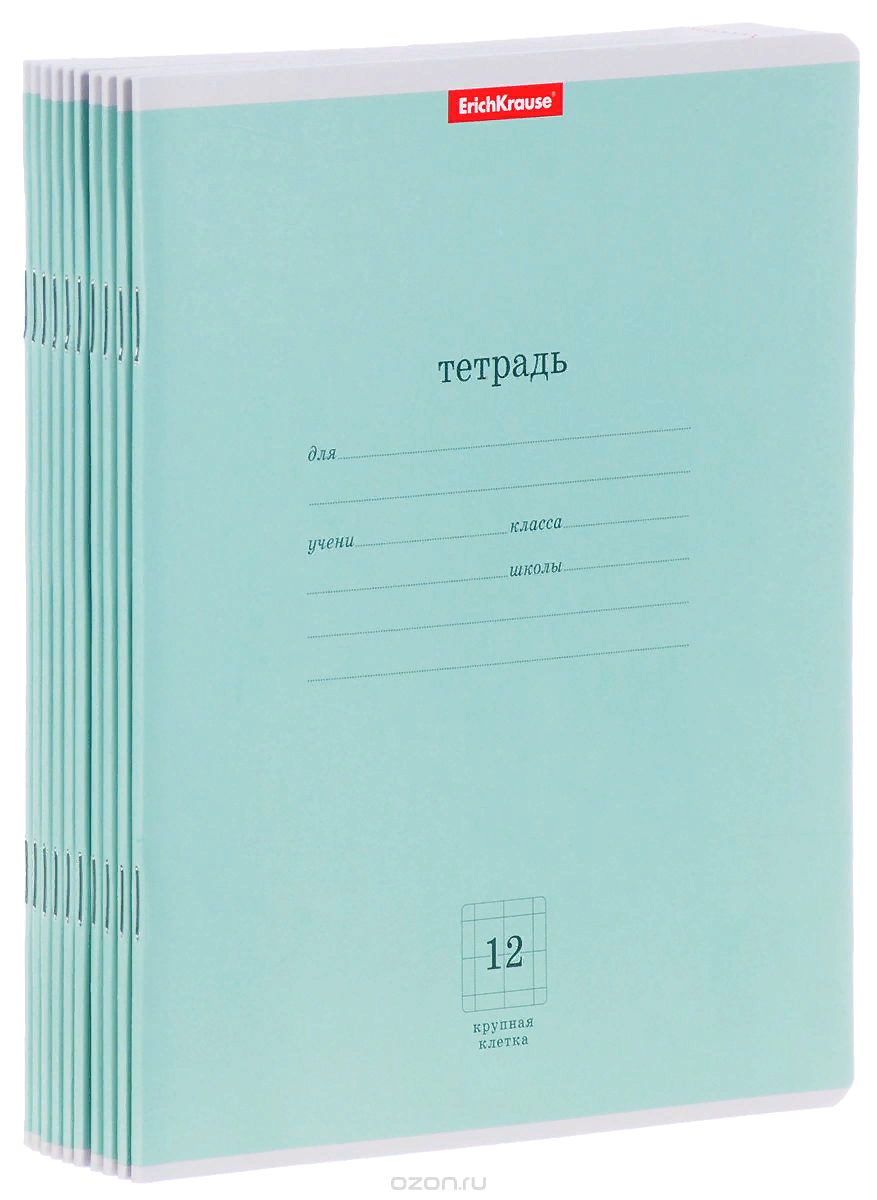 ErichKrause®
тетрадь
для
учени класса
школы
12
крупная
клетка
ozon.ru